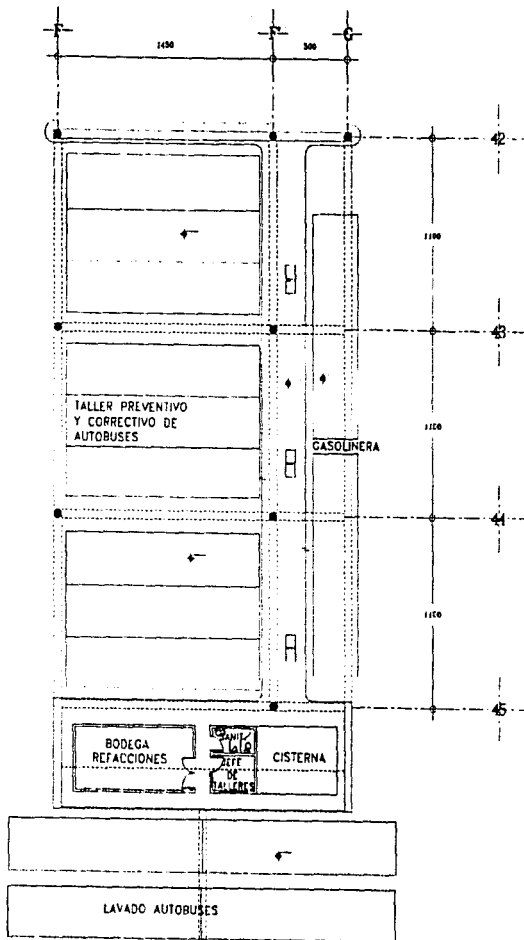 F
F'
G
1450
500
42
1100
43
TALLER PREVENTIVO
Y CORRECTIVO DE
AUTOBUSES
GASOLINERA
1100
44
1100
45
BODEGA
REFACCIONES
SANIT.
JEFE
DE
TALLERES
CISTERNA
LAVADO AUTOBUSES